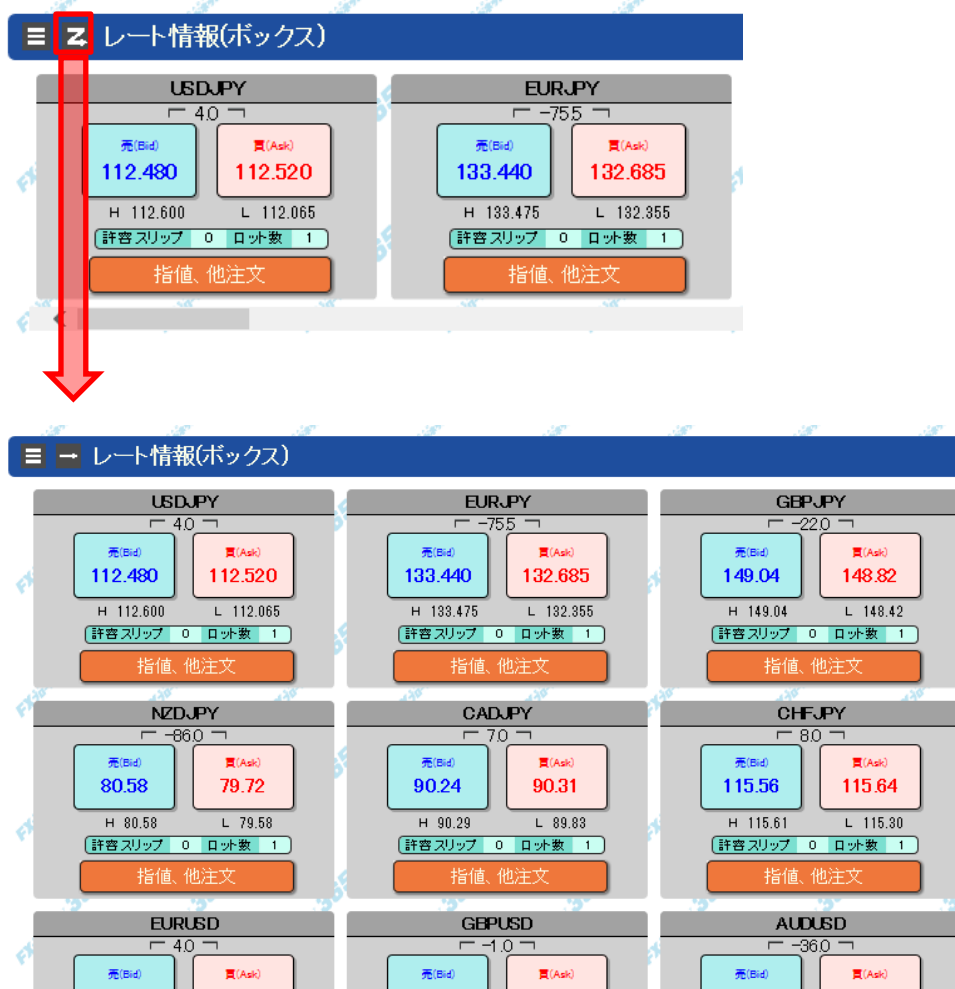 レート情報(ボックス)
USDJPY EURJPY
4.0 -75.5
売(Bid) 買(Ask) 売(Bid) 買(Ask)
112.480 112.520 133.440 132.685
H 112.600 L 112.065 H 133.475 L 132.355
許容スリップ 0 ロット数 1 許容スリップ 0 ロット数 1
指値、他注文 指値、他注文
レート情報(ボックス)
USDJPY EURJPY GBPJPY
4.0 -75.5 -22.0
売(Bid) 買(Ask) 売(Bid) 買(Ask) 売(Bid) 買(Ask)
112.480 112.520 133.440 132.685 149.04 148.82
H 112.600 L 112.065 H 133.475 L 132.355 H 149.04 L 148.42
許容スリップ 0 ロット数 1 許容スリップ 0 ロット数 1 許容スリップ 0 ロット数 1
指値、他注文 指値、他注文 指値、他注文
NZDJPY CADJPY CHFJPY
-86.0 7.0 8.0
売(Bid) 買(Ask) 売(Bid) 買(Ask) 売(Bid) 買(Ask)
80.58 79.72 90.24 90.31 115.56 115.64
H 80.58 L 79.58 H 90.29 L 89.83 H 115.61 L 115.30
許容スリップ 0 ロット数 1 許容スリップ 0 ロット数 1 許容スリップ 0 ロット数 1
指値、他注文 指値、他注文 指値、他注文
EURUSD GBPUSD AUDUSD
4.0 -1.0 -36.0
売(Bid) 買(Ask) 売(Bid) 買(Ask) 売(Bid) 買(Ask)